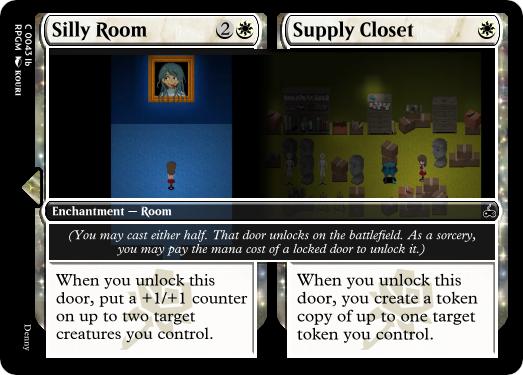 Silly Room 2
Supply Closet
C 0043 lb
RPGM KOURI
Enchantment — Room
(You may cast either half. That door unlocks on the battlefield. As a sorcery,
you may pay the mana cost of a locked door to unlock it.)
When you unlock this
door, put a +1/+1 counter
on up to two target
creatures you control.
When you unlock this
door, you create a token
copy of up to one target
token you control.
Denny